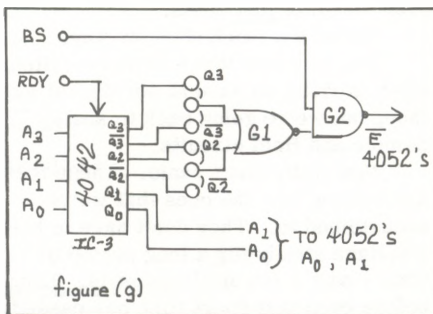 BS
RDY
A3
A2
A1
A0
4042
Q3
Q3
Q2
Q2
Q1
Q0
IC-3
Q3
Q3
Q2
Q2
G1
G2
E
4052's
A1
A0
TO 4052's
A0, A1
figure (g)